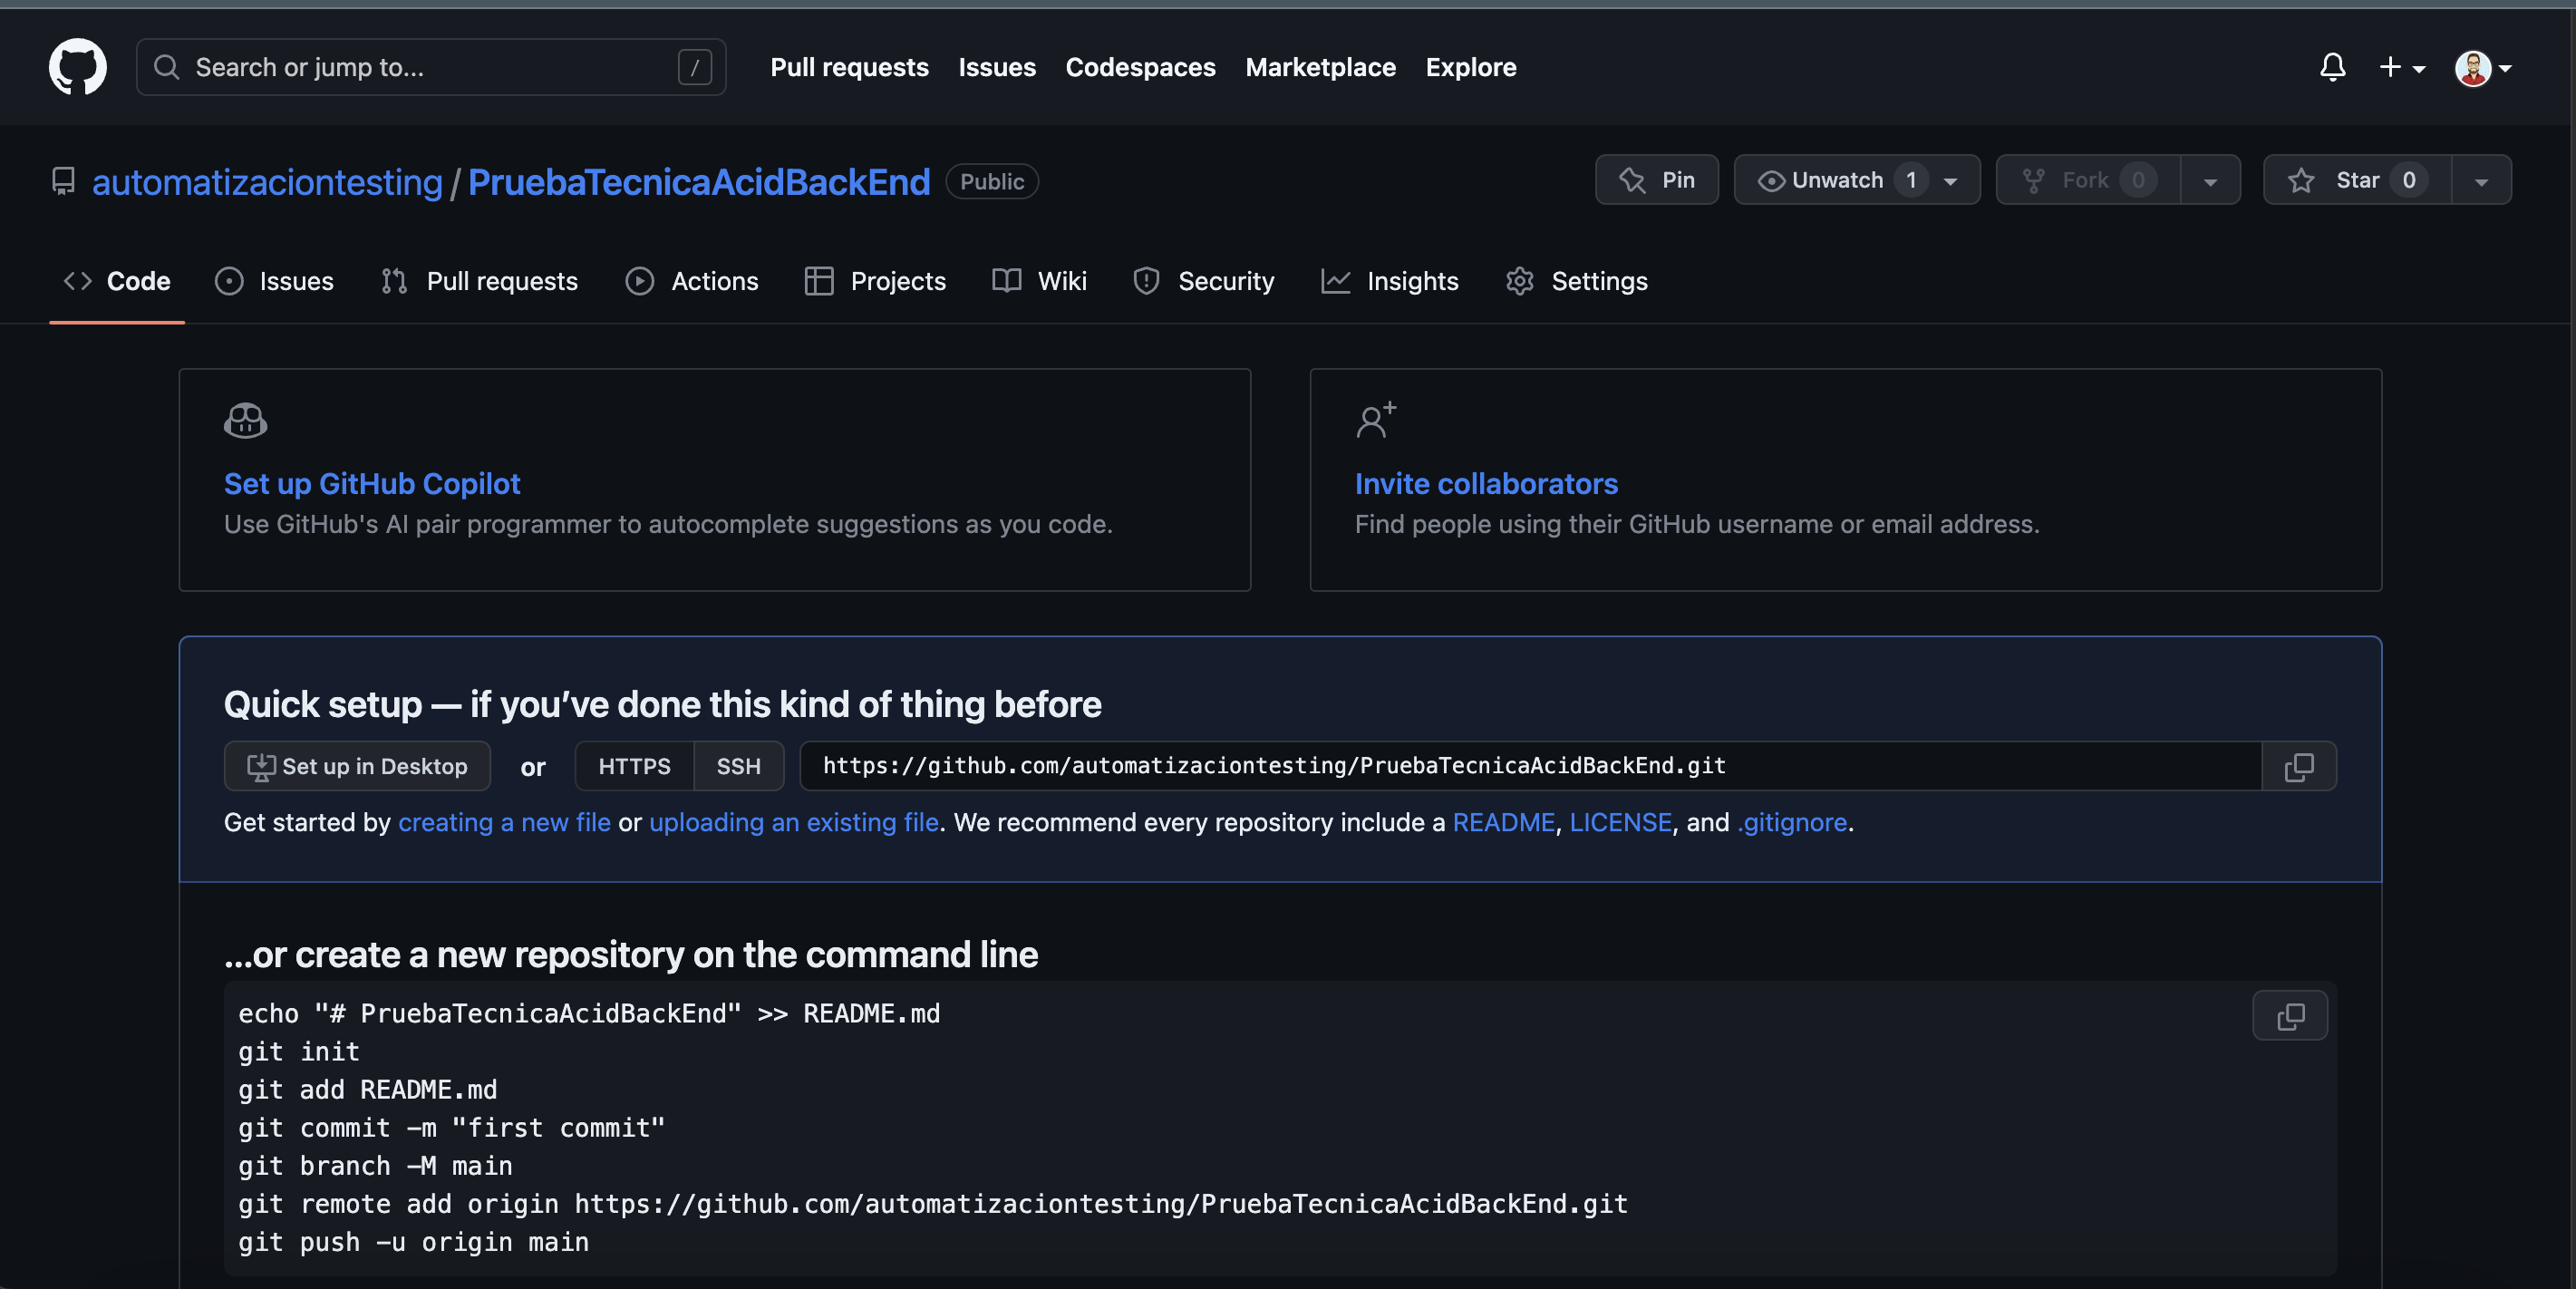 Search or jump to... /
Pull requests Issues Codespaces Marketplace Explore
automatizaciontesting / PruebaTecnicaAcidBackEnd Public
Pin Unwatch 1 Fork 0 Star 0
Code Issues Pull requests Actions Projects Wiki Security Insights Settings
Set up GitHub Copilot
Use GitHub's AI pair programmer to autocomplete suggestions as you code.
Invite collaborators
Find people using their GitHub username or email address.
Quick setup — if you’ve done this kind of thing before
Set up in Desktop or HTTPS SSH https://github.com/automatizaciontesting/PruebaTecnicaAcidBackEnd.git
Get started by creating a new file or uploading an existing file. We recommend every repository include a README, LICENSE, and .gitignore.
…or create a new repository on the command line
echo "# PruebaTecnicaAcidBackEnd" >> README.md
git init
git add README.md
git commit -m "first commit"
git branch -M main
git remote add origin https://github.com/automatizaciontesting/PruebaTecnicaAcidBackEnd.git
git push -u origin main